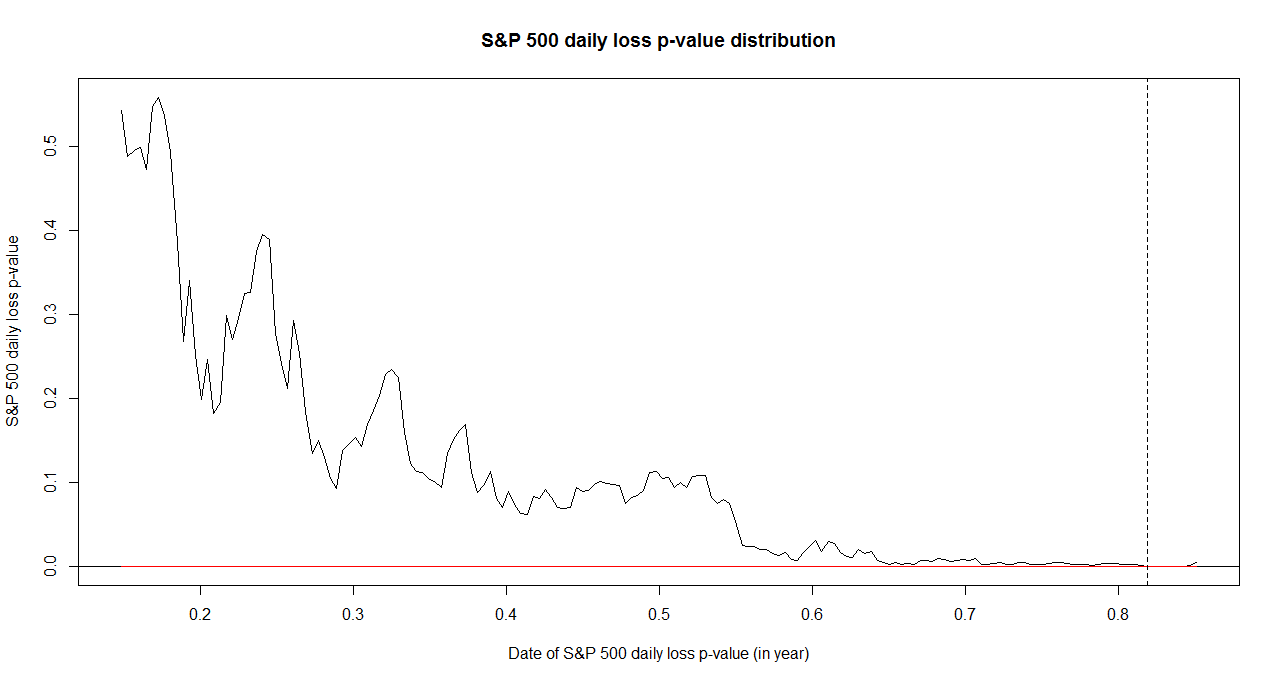 S&P 500 daily loss p-value distribution
S&P 500 daily loss p-value
0.5
0.4
0.3
0.2
0.1
0.0
0.2 0.3 0.4 0.5 0.6 0.7 0.8
Date of S&P 500 daily loss p-value (in year)